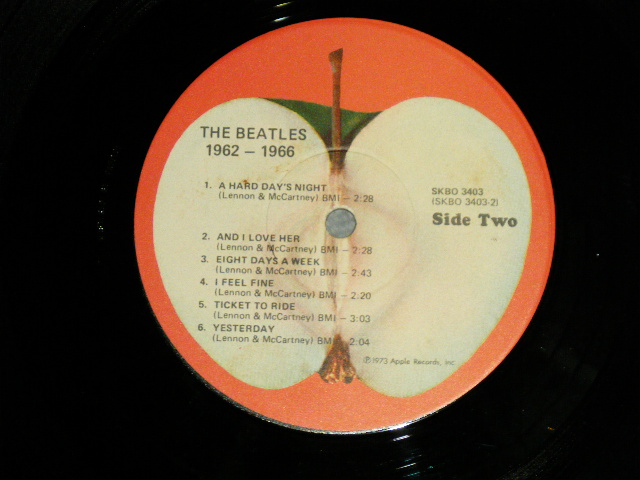 THE BEATLES
1962 – 1966
1. A HARD DAY'S NIGHT
(Lennon & McCartney) BMI – 2:28
SKBO 3403
(SKBO 3403-2)
Side Two
2. AND I LOVE HER
(Lennon & McCartney) BMI – 2:28
3. EIGHT DAYS A WEEK
(Lennon & McCartney) BMI – 2:43
4. I FEEL FINE
(Lennon & McCartney) BMI – 2:20
5. TICKET TO RIDE
(Lennon & McCartney) BMI – 3:03
6. YESTERDAY
(Lennon & McCartney) BMI – 2:04
℗1973 Apple Records, Inc.